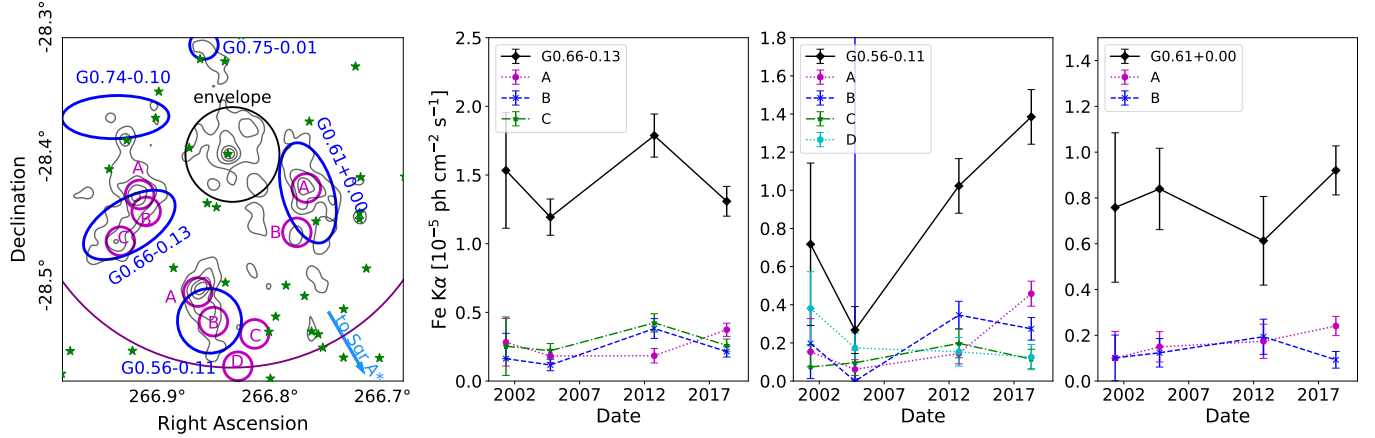 -28.3°
-28.4°
-28.5°
Declination
266.9°
266.8°
266.7°
Right Ascension
G0.75-0.01
G0.74-0.10
envelope
G0.61+0.00
A
B
C
G0.66-0.13
A
B
A
B
C
D
G0.56-0.11
to Sgr A*
Fe Kα [10⁻⁵ ph cm⁻² s⁻¹]
2.5
2.0
1.5
1.0
0.5
0.0
G0.66-0.13
A
B
C
2002
2007
2012
2017
Date
1.8
1.6
1.4
1.2
1.0
0.8
0.6
0.4
0.2
0.0
G0.56-0.11
A
B
C
D
2002
2007
2012
2017
Date
1.4
1.2
1.0
0.8
0.6
0.4
0.2
0.0
G0.61+0.00
A
B
2002
2007
2012
2017
Date